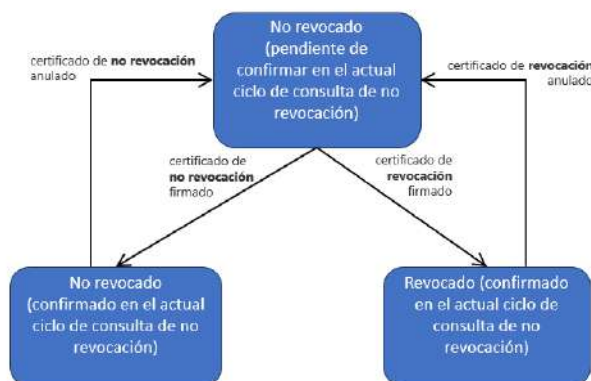 No revocado
(pendiente de
confirmar en el actual
ciclo de consulta de no
revocación)
certificado de no revocación
anulado
certificado de revocación
anulado
certificado de
no revocación
firmado
certificado de
revocación
firmado
No revocado
(confirmado en el actual
ciclo de consulta de no
revocación)
Revocado (confirmado
en el actual ciclo de
consulta de no
revocación)